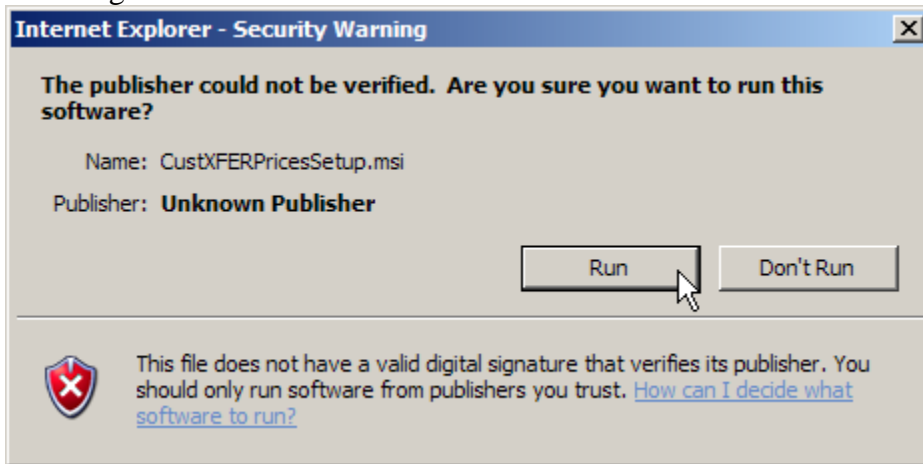 Internet Explorer - Security Warning
The publisher could not be verified.  Are you sure you want to run this
software?
Name: CustXFERPricesSetup.msi
Publisher: Unknown Publisher
Run
Don't Run
This file does not have a valid digital signature that verifies its publisher. You
should only run software from publishers you trust. How can I decide what
software to run?